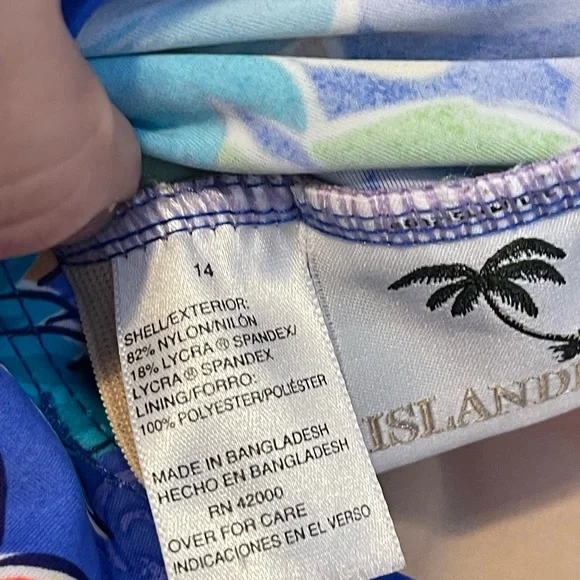 14
SHELL/EXTERIOR:
82% NYLON/NILÓN
18% LYCRA ® SPANDEX/
LYCRA ® SPANDEX
LINING/FORRO:
100% POLYESTER/POLIÉSTER
MADE IN BANGLADESH
HECHO EN BANGLADESH
RN 42000
OVER FOR CARE
INDICACIONES EN EL VERSO
ISLAND